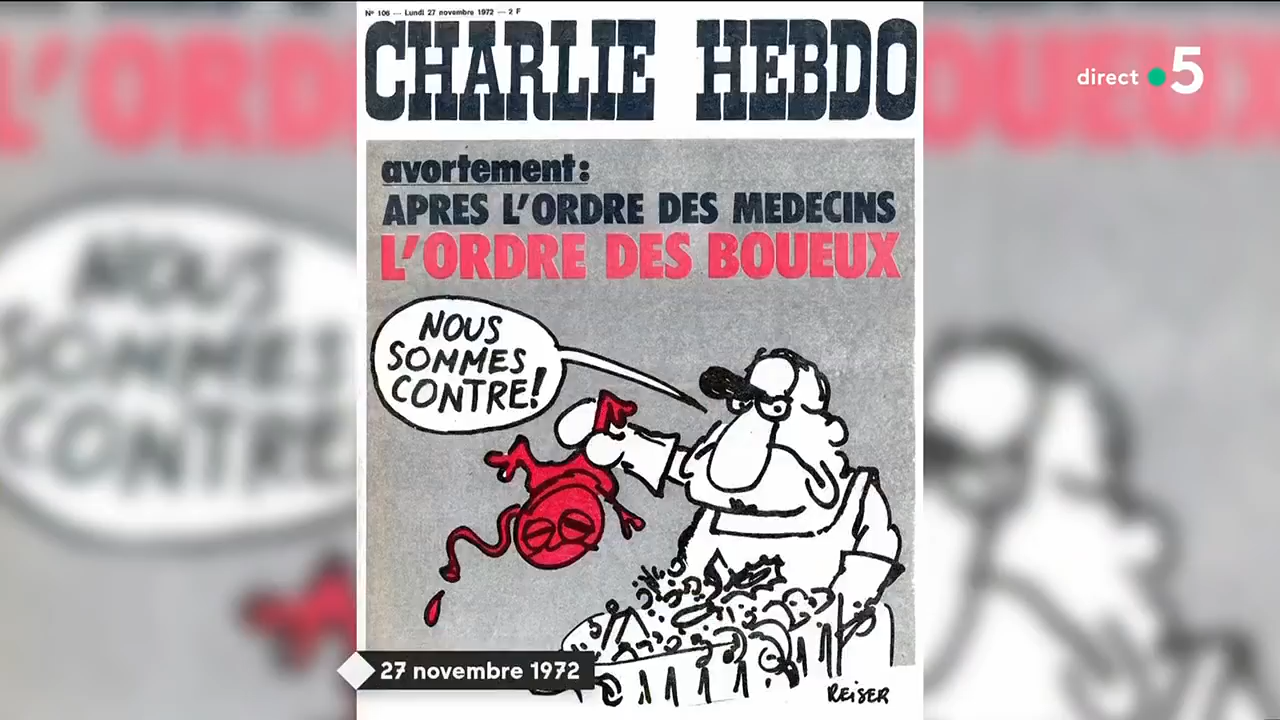 N° 106 — Lundi 27 novembre 1972 — 2 F
CHARLIE HEBDO
direct 5
avortement:
APRES L'ORDRE DES MEDECINS
L'ORDRE DES BOUEUX
NOUS
SOMMES
CONTRE!
27 novembre 1972
REISER